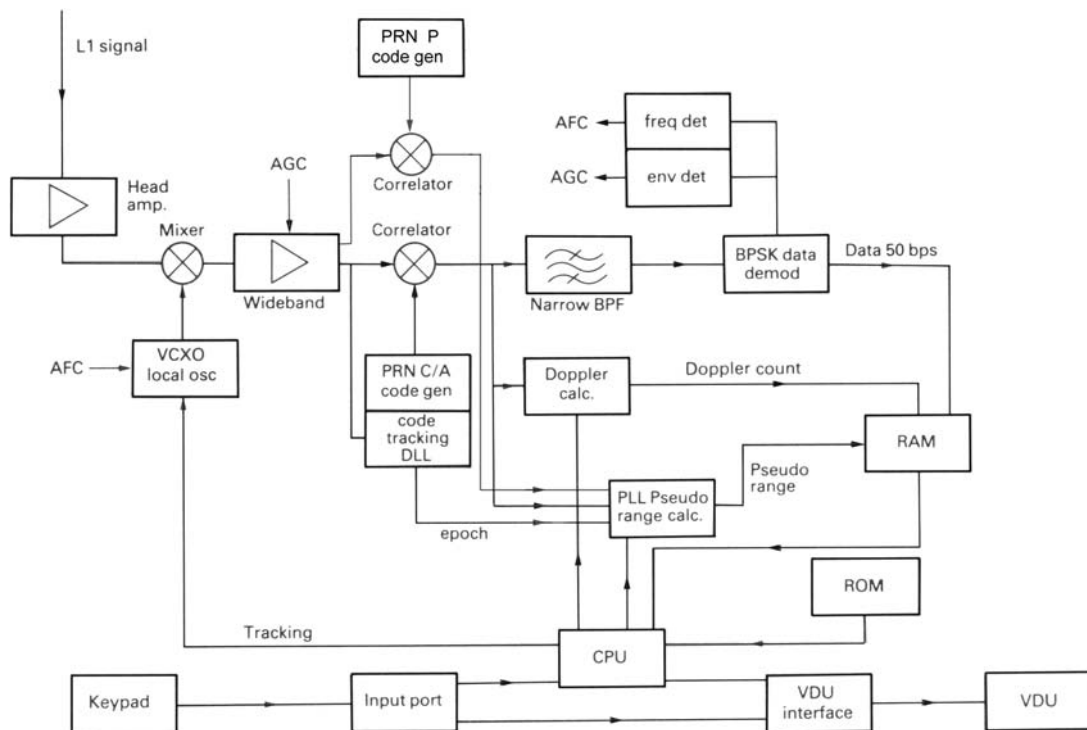 L1 signal
PRN P
code gen
Head
amp.
AGC
Correlator
AFC
freq det
AGC
env det
Mixer
Correlator
Wideband
Narrow BPF
BPSK data
demod
Data 50 bps
AFC
VCXO
local osc
PRN C/A
code gen
code
tracking
DLL
Doppler
calc.
Doppler count
RAM
epoch
PLL Pseudo
range calc.
Pseudo
range
ROM
Tracking
CPU
Keypad
Input port
VDU
interface
VDU